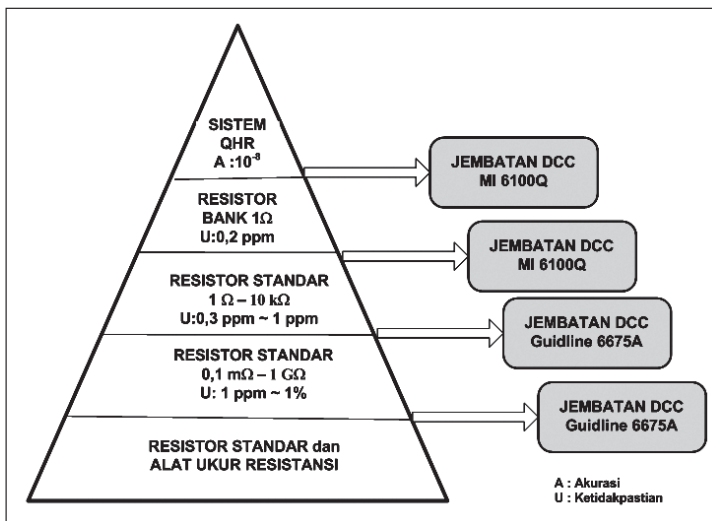 SISTEM
QHR
A :10⁻⁸
JEMBATAN DCC
MI 6100Q
RESISTOR
BANK 1Ω
U:0,2 ppm
JEMBATAN DCC
MI 6100Q
RESISTOR STANDAR
1 Ω – 10 kΩ
U:0,3 ppm ~ 1 ppm
JEMBATAN DCC
Guidline 6675A
RESISTOR STANDAR
0,1 mΩ – 1 GΩ
U: 1 ppm ~ 1%
JEMBATAN DCC
Guidline 6675A
RESISTOR STANDAR dan
ALAT UKUR RESISTANSI
A : Akurasi
U : Ketidakpastian